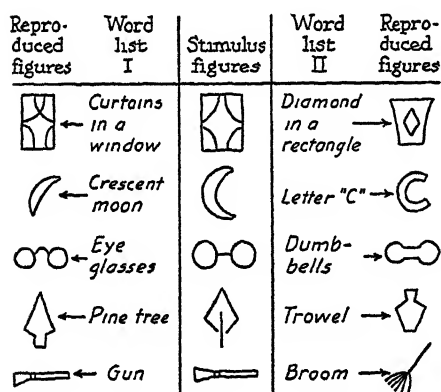 Repro-
duced
figures
Word
list
I
Stimulus
figures
Word
list
II
Repro-
duced
figures
Curtains
in a
window
Diamond
in a
rectangle
Crescent
moon
Letter "C"
Eye
glasses
Dumb-
bells
Pine tree
Trowel
Gun
Broom